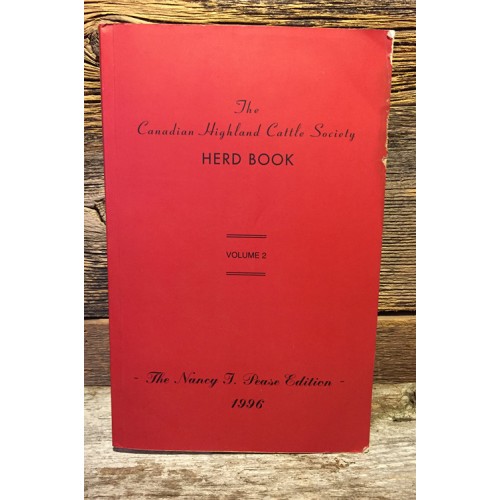 The
Canadian Highland Cattle Society
HERD BOOK
VOLUME 2
- The Nancy J. Pease Edition -
1996